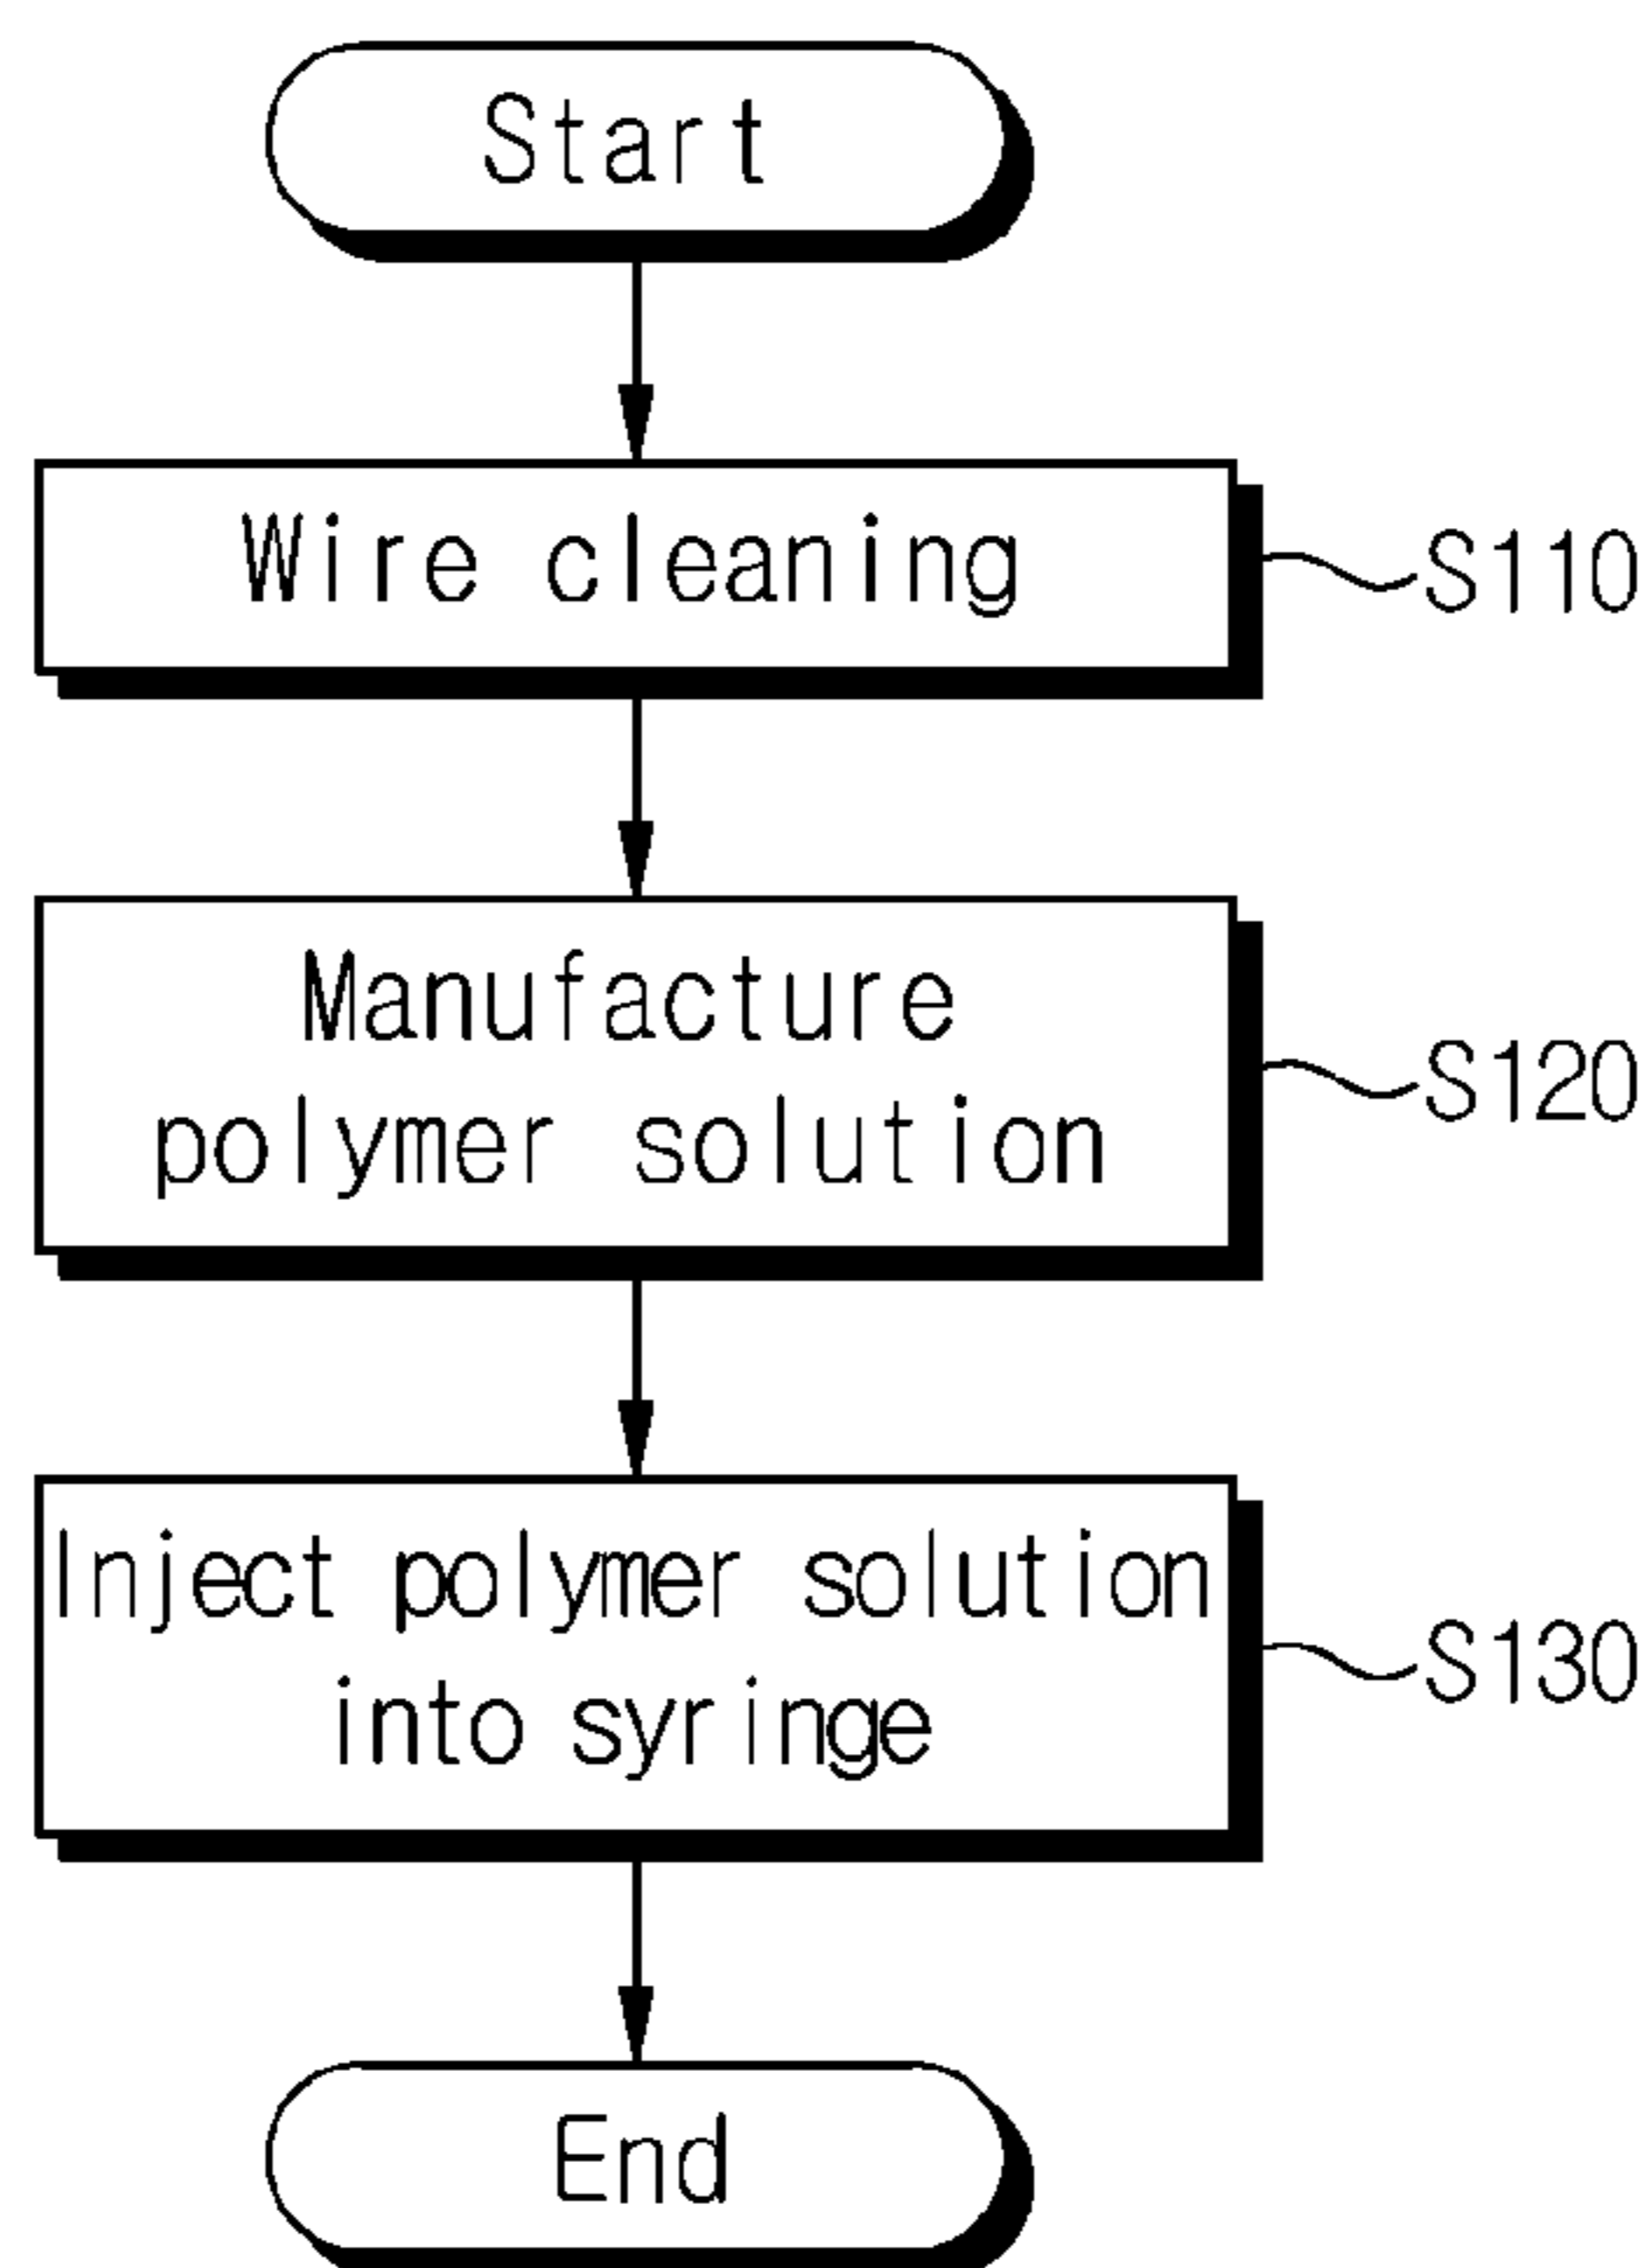 Start
Wire cleaning
S110
Manufacture
polymer solution
S120
Inject polymer solution
into syringe
S130
End